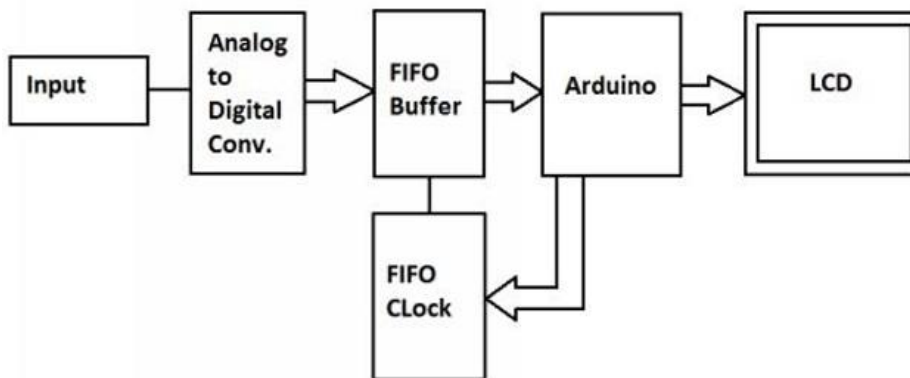 Input
Analog
to
Digital
Conv.
FIFO
Buffer
Arduino
LCD
FIFO
CLock